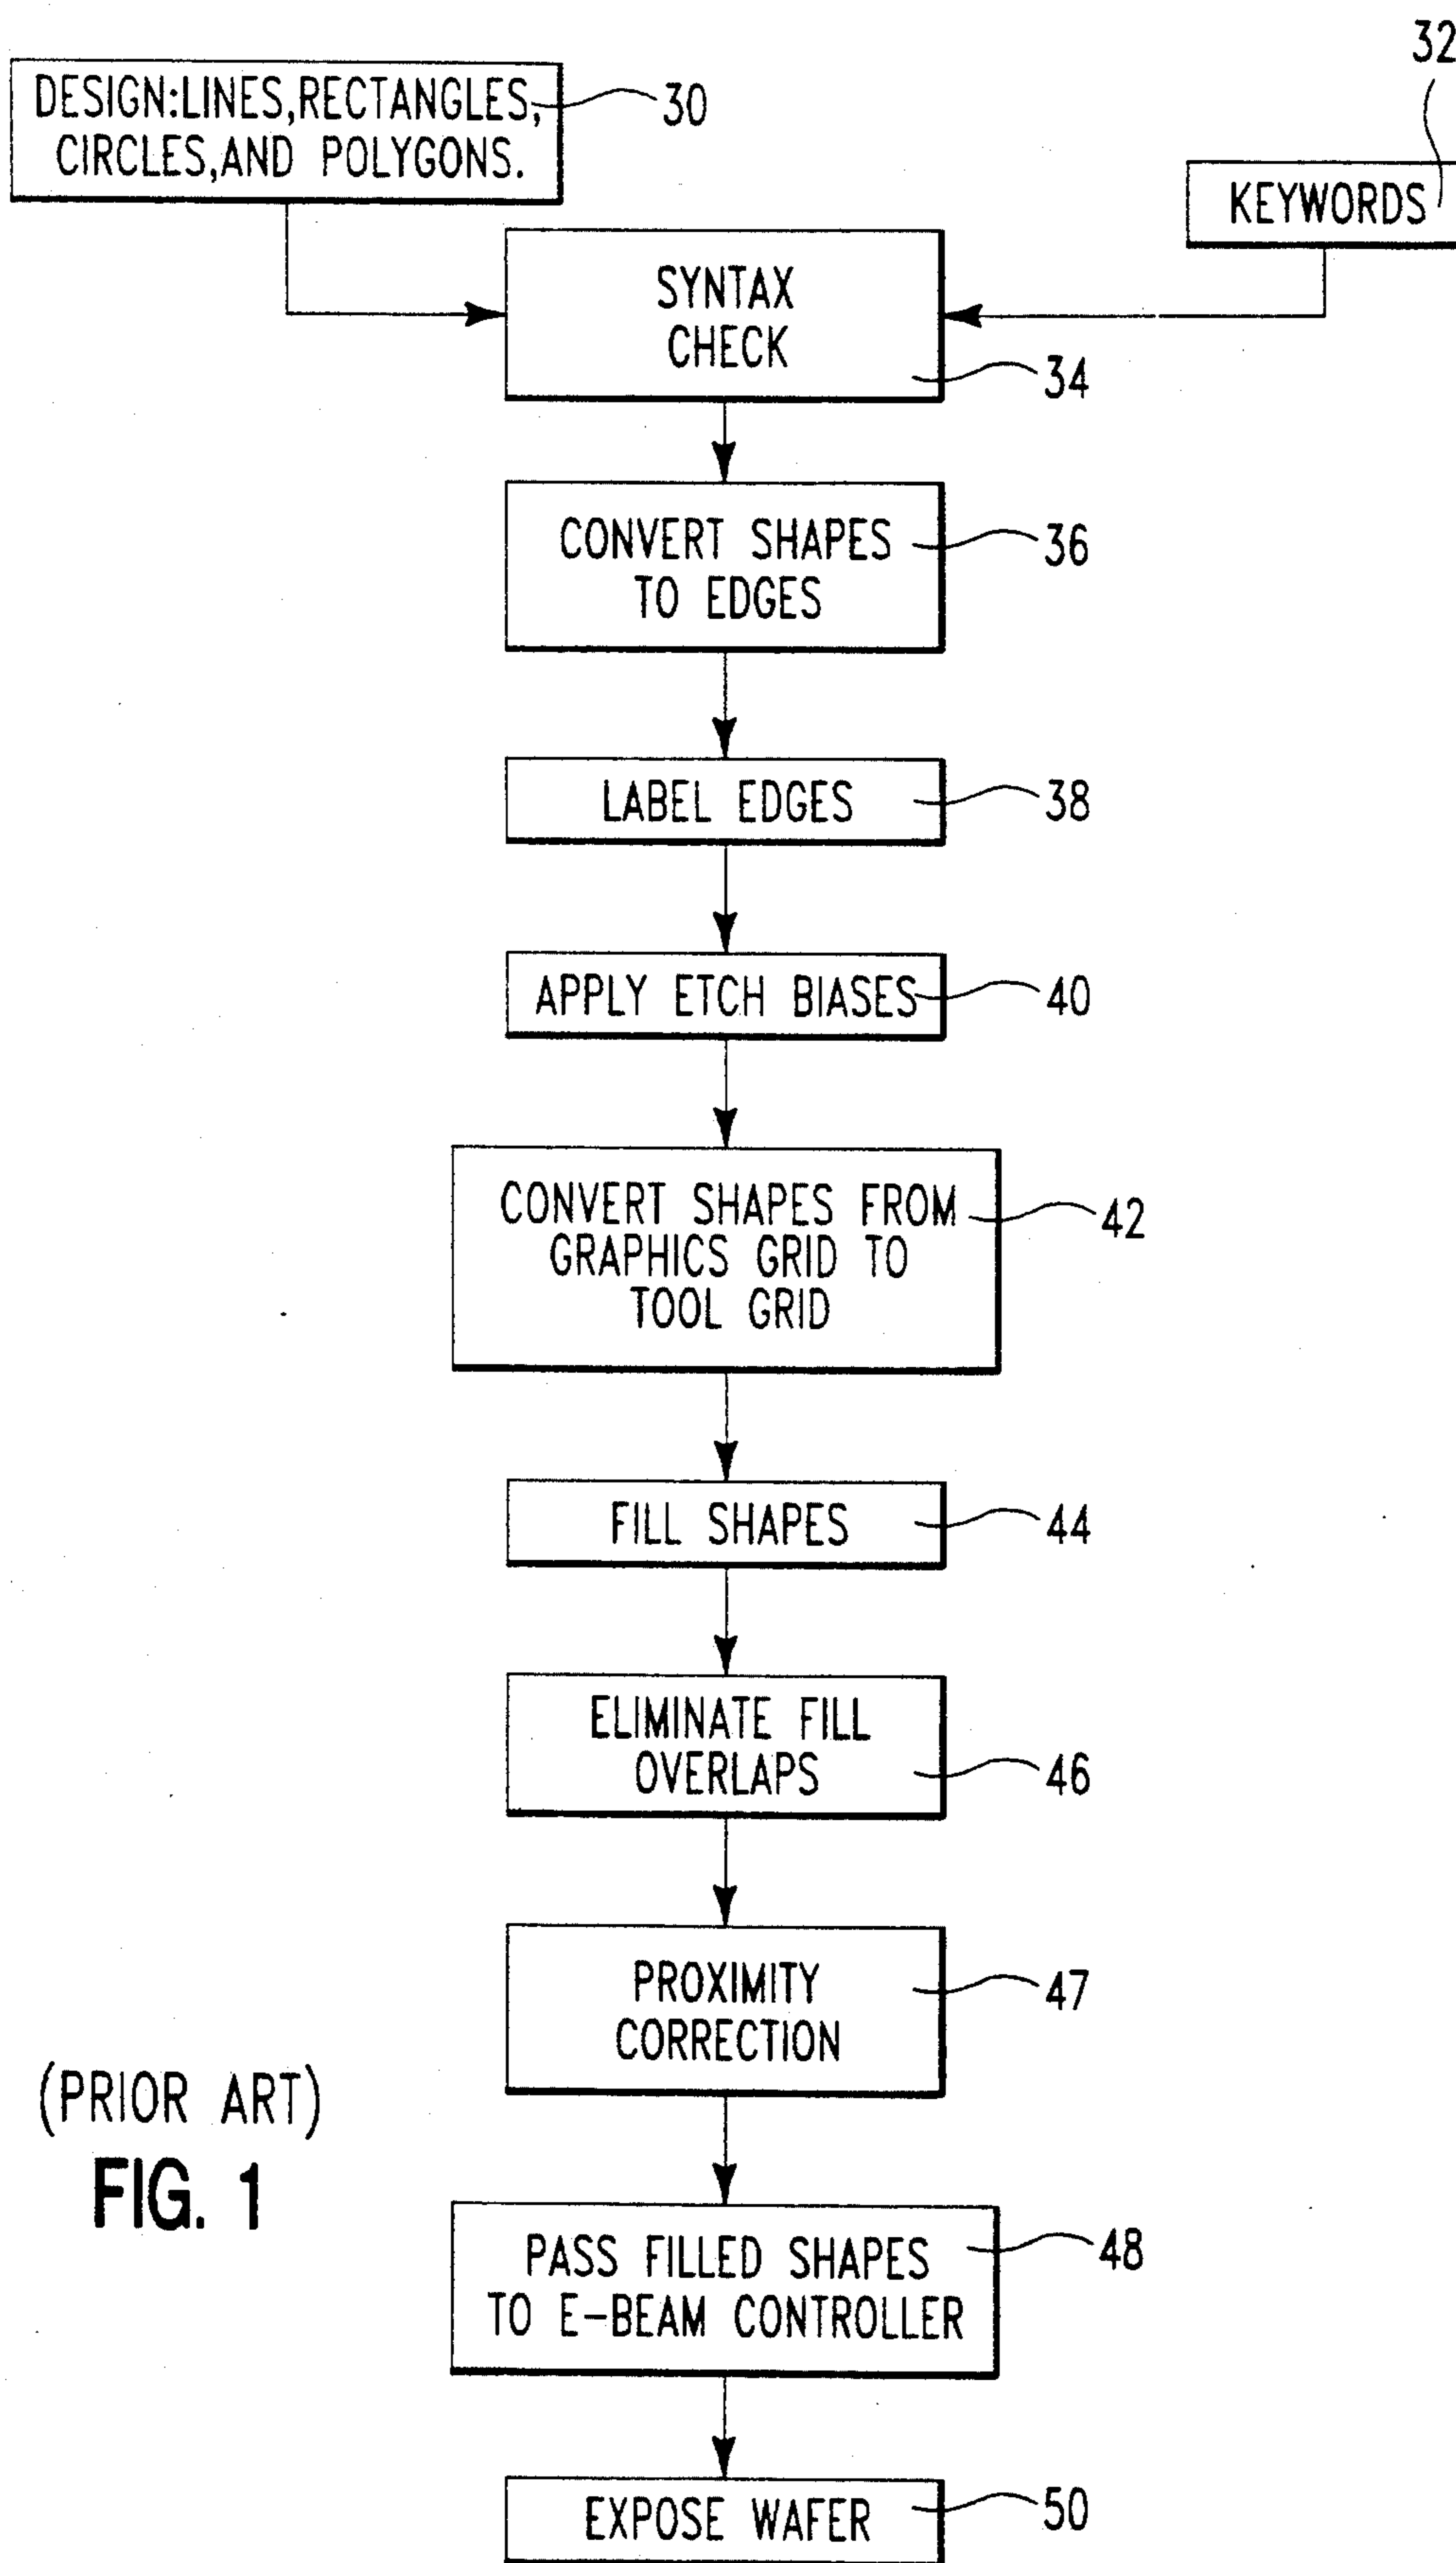 32
DESIGN:LINES,RECTANGLES,
CIRCLES,AND POLYGONS.
30
KEYWORDS
SYNTAX
CHECK
34
CONVERT SHAPES
TO EDGES
36
LABEL EDGES
38
APPLY ETCH BIASES
40
CONVERT SHAPES FROM
GRAPHICS GRID TO
TOOL GRID
42
FILL SHAPES
44
ELIMINATE FILL
OVERLAPS
46
PROXIMITY
CORRECTION
47
(PRIOR ART)
FIG. 1
PASS FILLED SHAPES
TO E-BEAM CONTROLLER
48
EXPOSE WAFER
50